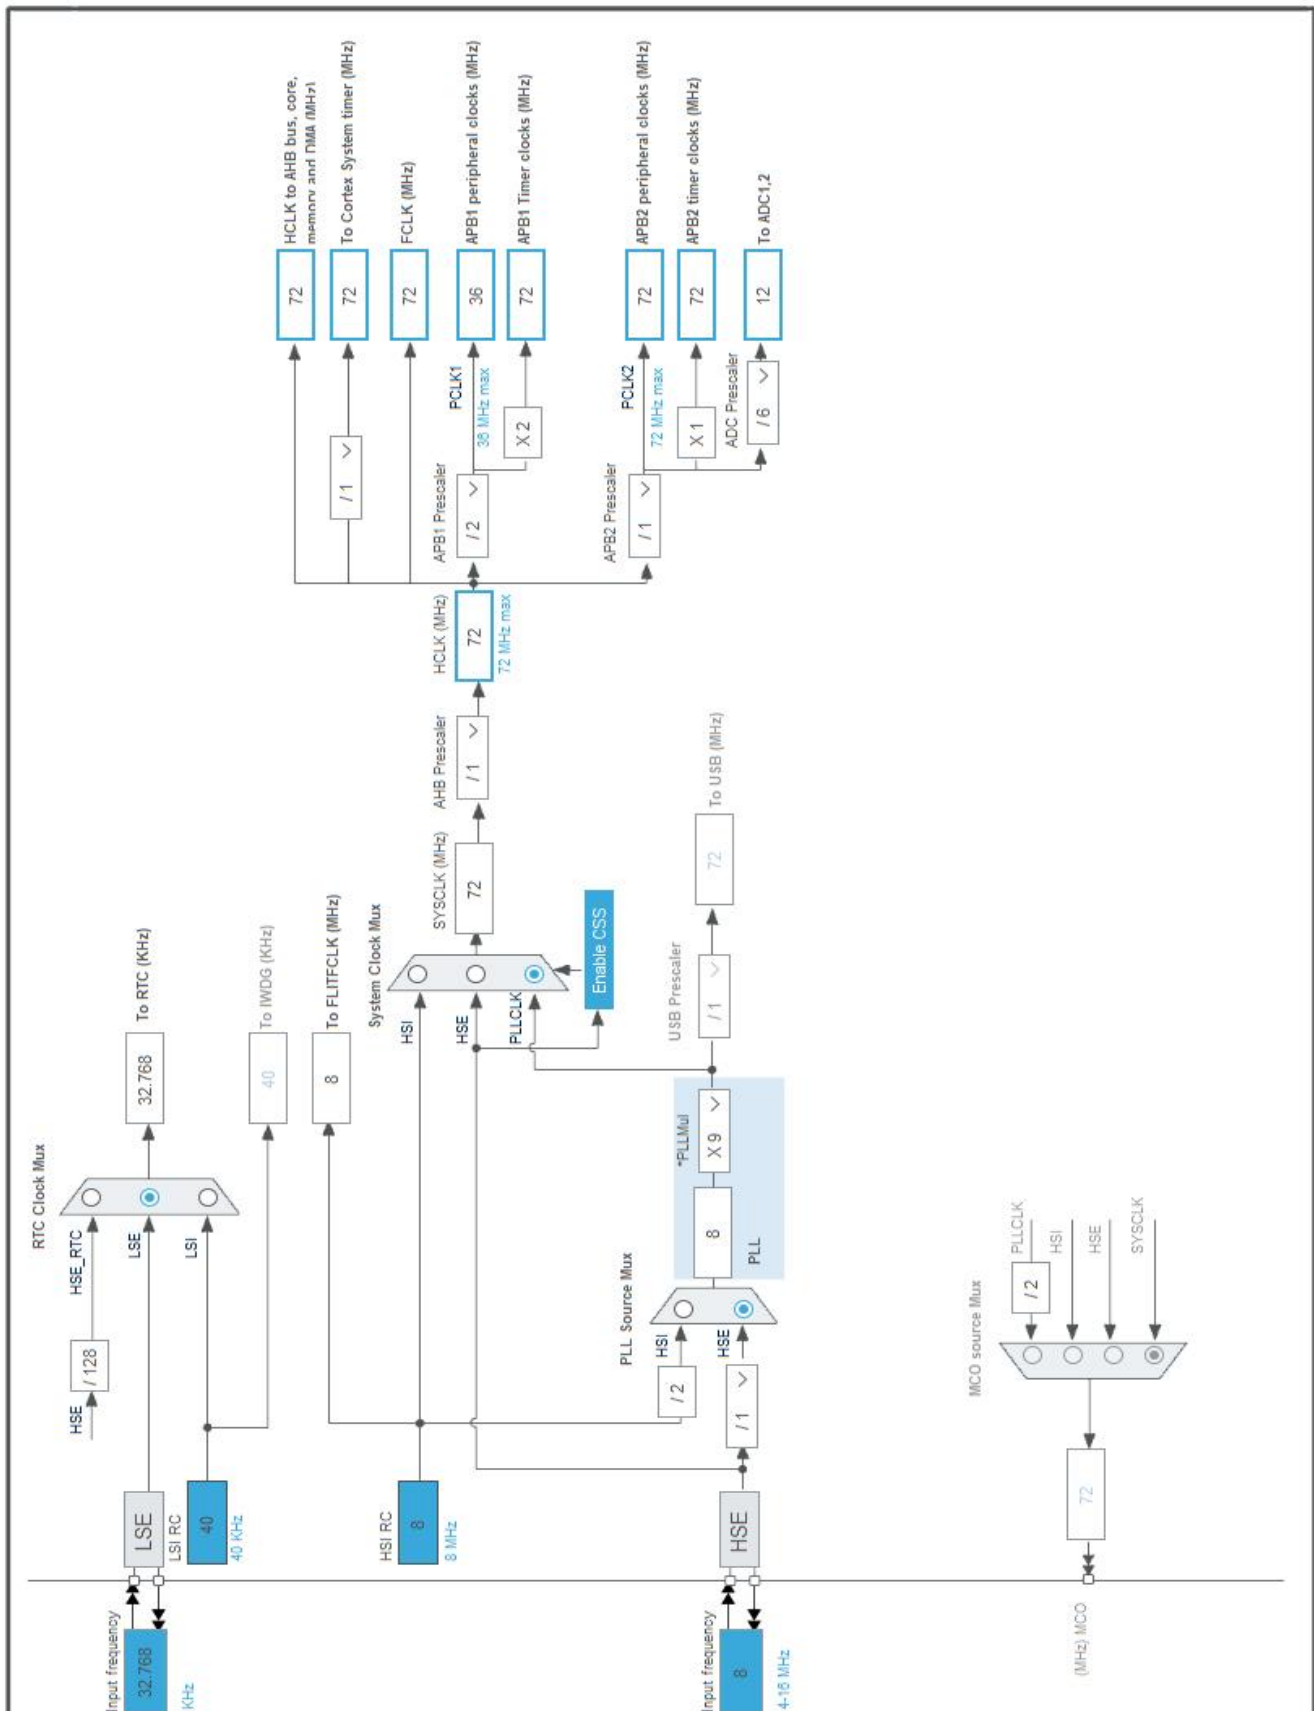 RTC Clock Mux
HSE
/ 128
HSE_RTC
Input frequency
32.768
KHz
LSE
LSE
32.768
To RTC (KHz)
LSI RC
40
40 KHz
LSI
40
To IWDG (KHz)
8
To FLITFCLK (MHz)
HSI RC
8
8 MHz
System Clock Mux
HSI
HSE
PLLCLK
Enable CSS
SYSCLK (MHz)
72
AHB Prescaler
/ 1
HCLK (MHz)
72
72 MHz max
72
HCLK to AHB bus, core,
memory and DMA (MHz)
/ 1
72
To Cortex System timer (MHz)
72
FCLK (MHz)
APB1 Prescaler
/ 2
PCLK1
36 MHz max
36
APB1 peripheral clocks (MHz)
X 2
72
APB1 Timer clocks (MHz)
APB2 Prescaler
/ 1
PCLK2
72 MHz max
72
APB2 peripheral clocks (MHz)
X 1
72
APB2 timer clocks (MHz)
ADC Prescaler
/ 6
12
To ADC1,2
PLL Source Mux
HSI
/ 2
HSE
/ 1
Input frequency
8
4-16 MHz
HSE
8
*PLLMul
X 9
PLL
USB Prescaler
/ 1
72
To USB (MHz)
MCO source Mux
PLLCLK
/ 2
HSI
HSE
SYSCLK
72
(MHz) MCO